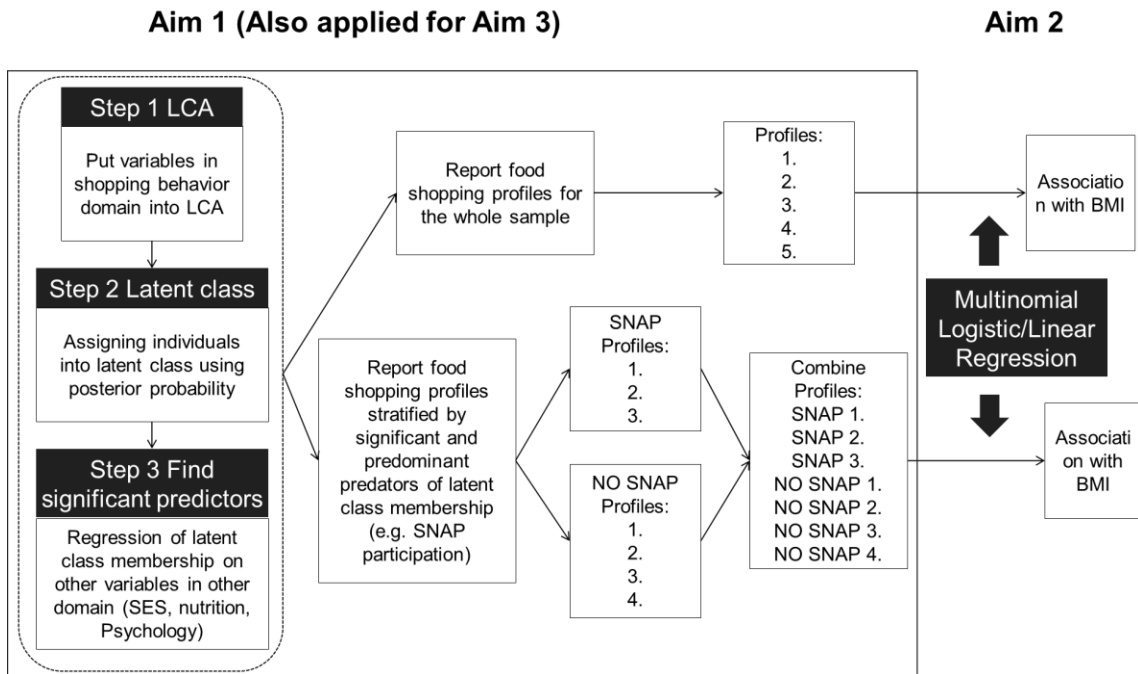 Aim 1 (Also applied for Aim 3)
Aim 2
Step 1 LCA
Put variables in
shopping behavior
domain into LCA
Step 2 Latent class
Assigning individuals
into latent class using
posterior probability
Step 3 Find
significant predictors
Regression of latent
class membership on
other variables in other
domain (SES, nutrition,
Psychology)
Report food
shopping profiles for
the whole sample
Profiles:
1.
2.
3.
4.
5.
Associatio
n with BMI
Report food
shopping profiles
stratified by
significant and
predominant
predators of latent
class membership
(e.g. SNAP
participation)
SNAP
Profiles:
1.
2.
3.
NO SNAP
Profiles:
1.
2.
3.
4.
Combine
Profiles:
SNAP 1.
SNAP 2.
SNAP 3.
NO SNAP 1.
NO SNAP 2.
NO SNAP 3.
NO SNAP 4.
Multinomial
Logistic/Linear
Regression
Associati
on with
BMI